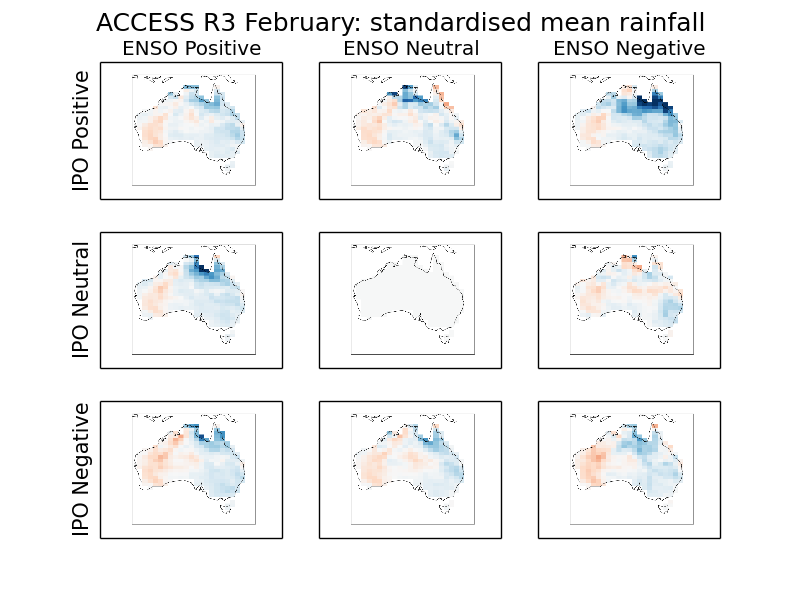 ACCESS R3 February: standardised mean rainfall
ENSO Positive
ENSO Neutral
ENSO Negative
IPO Positive
IPO Neutral
IPO Negative